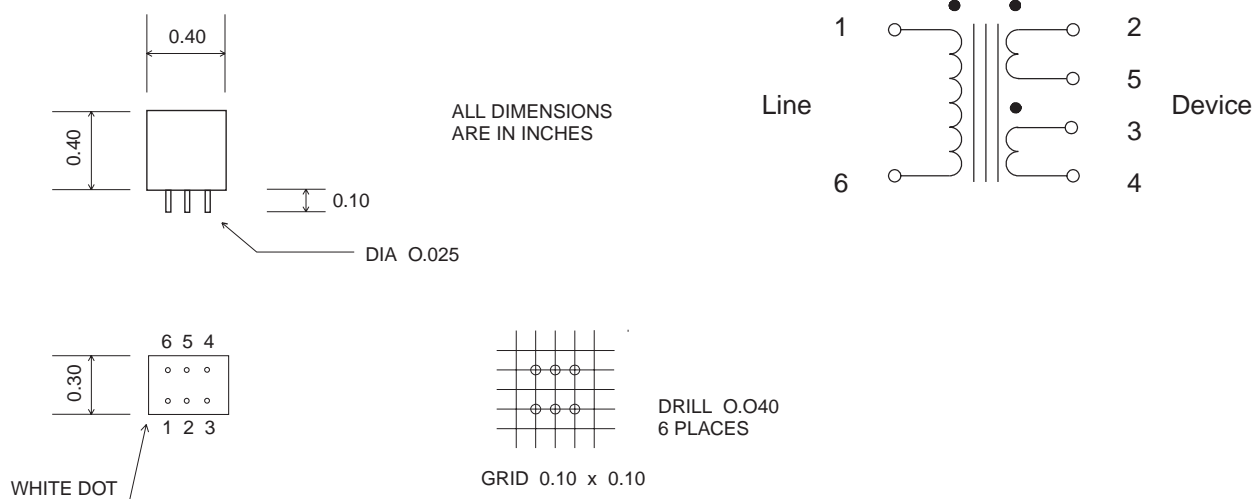 0.40
0.40
0.10
DIA O.025
ALL DIMENSIONS
ARE IN INCHES
1
2
5
Line
Device
3
6
4
6 5 4
0.30
1 2 3
WHITE DOT
DRILL O.O40
6 PLACES
GRID 0.10 x 0.10